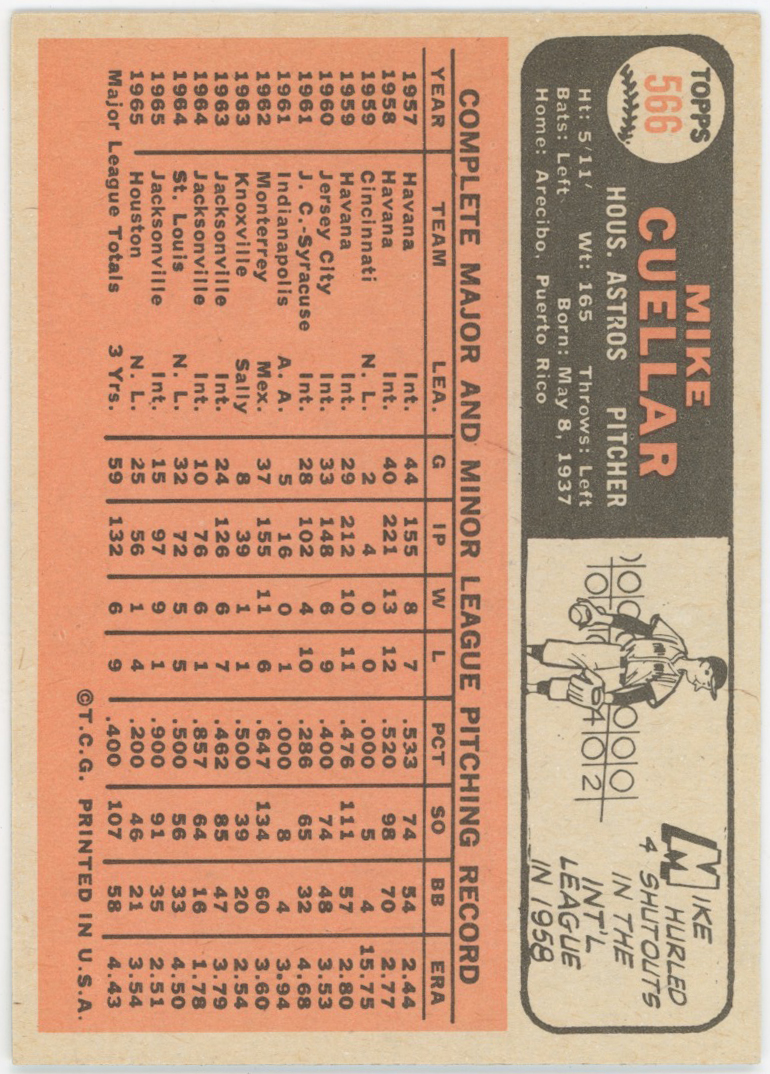 TOPPS
566
MIKE
CUELLAR
HOUS. ASTROS PITCHER
Ht: 5'11' Wt: 165 Throws: Left
Bats: Left Born: May 8, 1937
Home: Arecibo, Puerto Rico
MIKE HURLED
4 SHUTOUTS
IN THE
INT'L
LEAGUE
IN 1958
COMPLETE MAJOR AND MINOR LEAGUE PITCHING RECORD
YEAR TEAM LEA. G IP W L PCT SO BB ERA
1957 Havana Int. 44 155 8 7 .533 74 54 2.44
1958 Havana Int. 40 221 13 12 .520 98 70 2.77
1959 Cincinnati N. L. 2 4 0 0 .000 5 4 15.75
1959 Havana Int. 29 212 10 11 .476 111 57 2.80
1960 Jersey City Int. 33 148 6 9 .400 74 48 3.53
1961 J. C.-Syracuse Int. 28 102 4 10 .286 65 32 4.68
1961 Indianapolis A. A. 5 16 0 1 .000 8 4 3.94
1962 Monterrey Mex. 37 155 11 6 .647 134 60 3.60
1963 Knoxville Sally 8 39 1 1 .500 39 20 2.54
1963 Jacksonville Int. 24 126 6 7 .462 85 47 3.79
1964 Jacksonville Int. 10 76 6 1 .857 64 16 1.78
1964 St. Louis N. L. 32 72 5 5 .500 56 33 4.50
1965 Jacksonville Int. 15 97 9 1 .900 91 35 2.51
1965 Houston N. L. 25 56 1 4 .200 46 21 3.54
Major League Totals 3 Yrs. 59 132 6 9 .400 107 58 4.43
©T.C.G. PRINTED IN U.S.A.